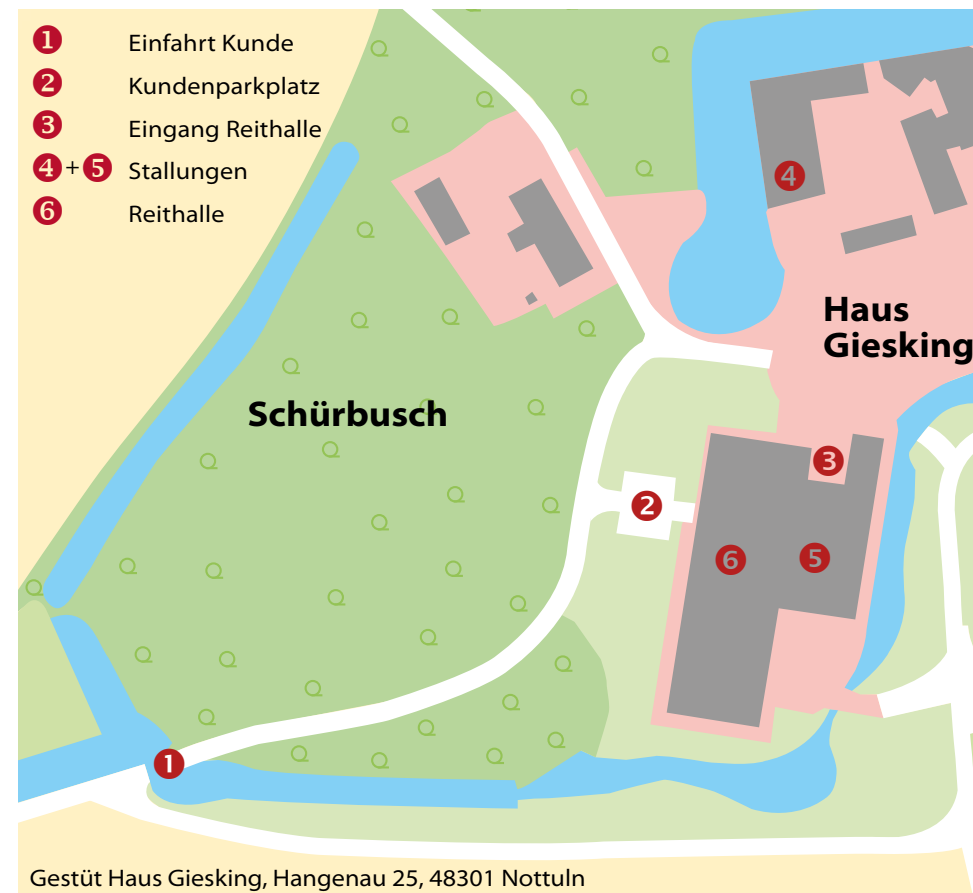 1 Einfahrt Kunde
2 Kundenparkplatz
3 Eingang Reithalle
4+5 Stallungen
6 Reithalle
4
Haus
Giesking
Schürbusch
3
2
6
5
1
Gestüt Haus Giesking, Hangenau 25, 48301 Nottuln